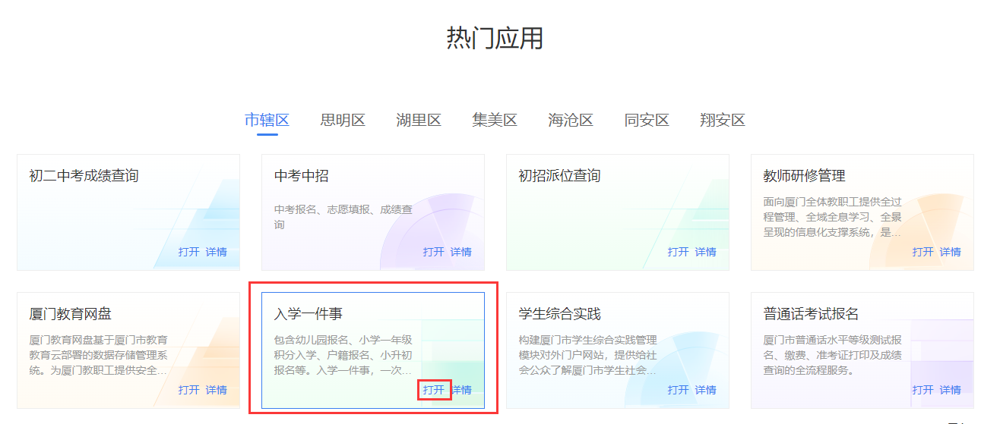 热门应用
市辖区 思明区 湖里区 集美区 海沧区 同安区 翔安区
初二中考成绩查询
打开 详情
中考中招
中考报名、志愿填报、成绩查
询
打开 详情
初招派位查询
打开 详情
教师研修管理
面向厦门全体教职工提供全过
程管理、全域全息学习、全景
呈现的信息化支撑系统，是...
打开 详情
厦门教育网盘
厦门教育网盘基于厦门市教育
教育云部署的数据存储管理系
统。为厦门教职工提供安全...
打开 详情
入学一件事
包含幼儿园报名、小学一年级
积分入学、户籍报名、小升初
报名等。入学一件事，一次...
打开 详情
学生综合实践
构建厦门市学生综合实践管理
模块对外门户网站，提供给社
会公众了解厦门市学生社会...
打开 详情
普通话考试报名
厦门市普通话水平等级测试报
名、缴费、准考证打印及成绩
查询的全流程服务。
打开 详情